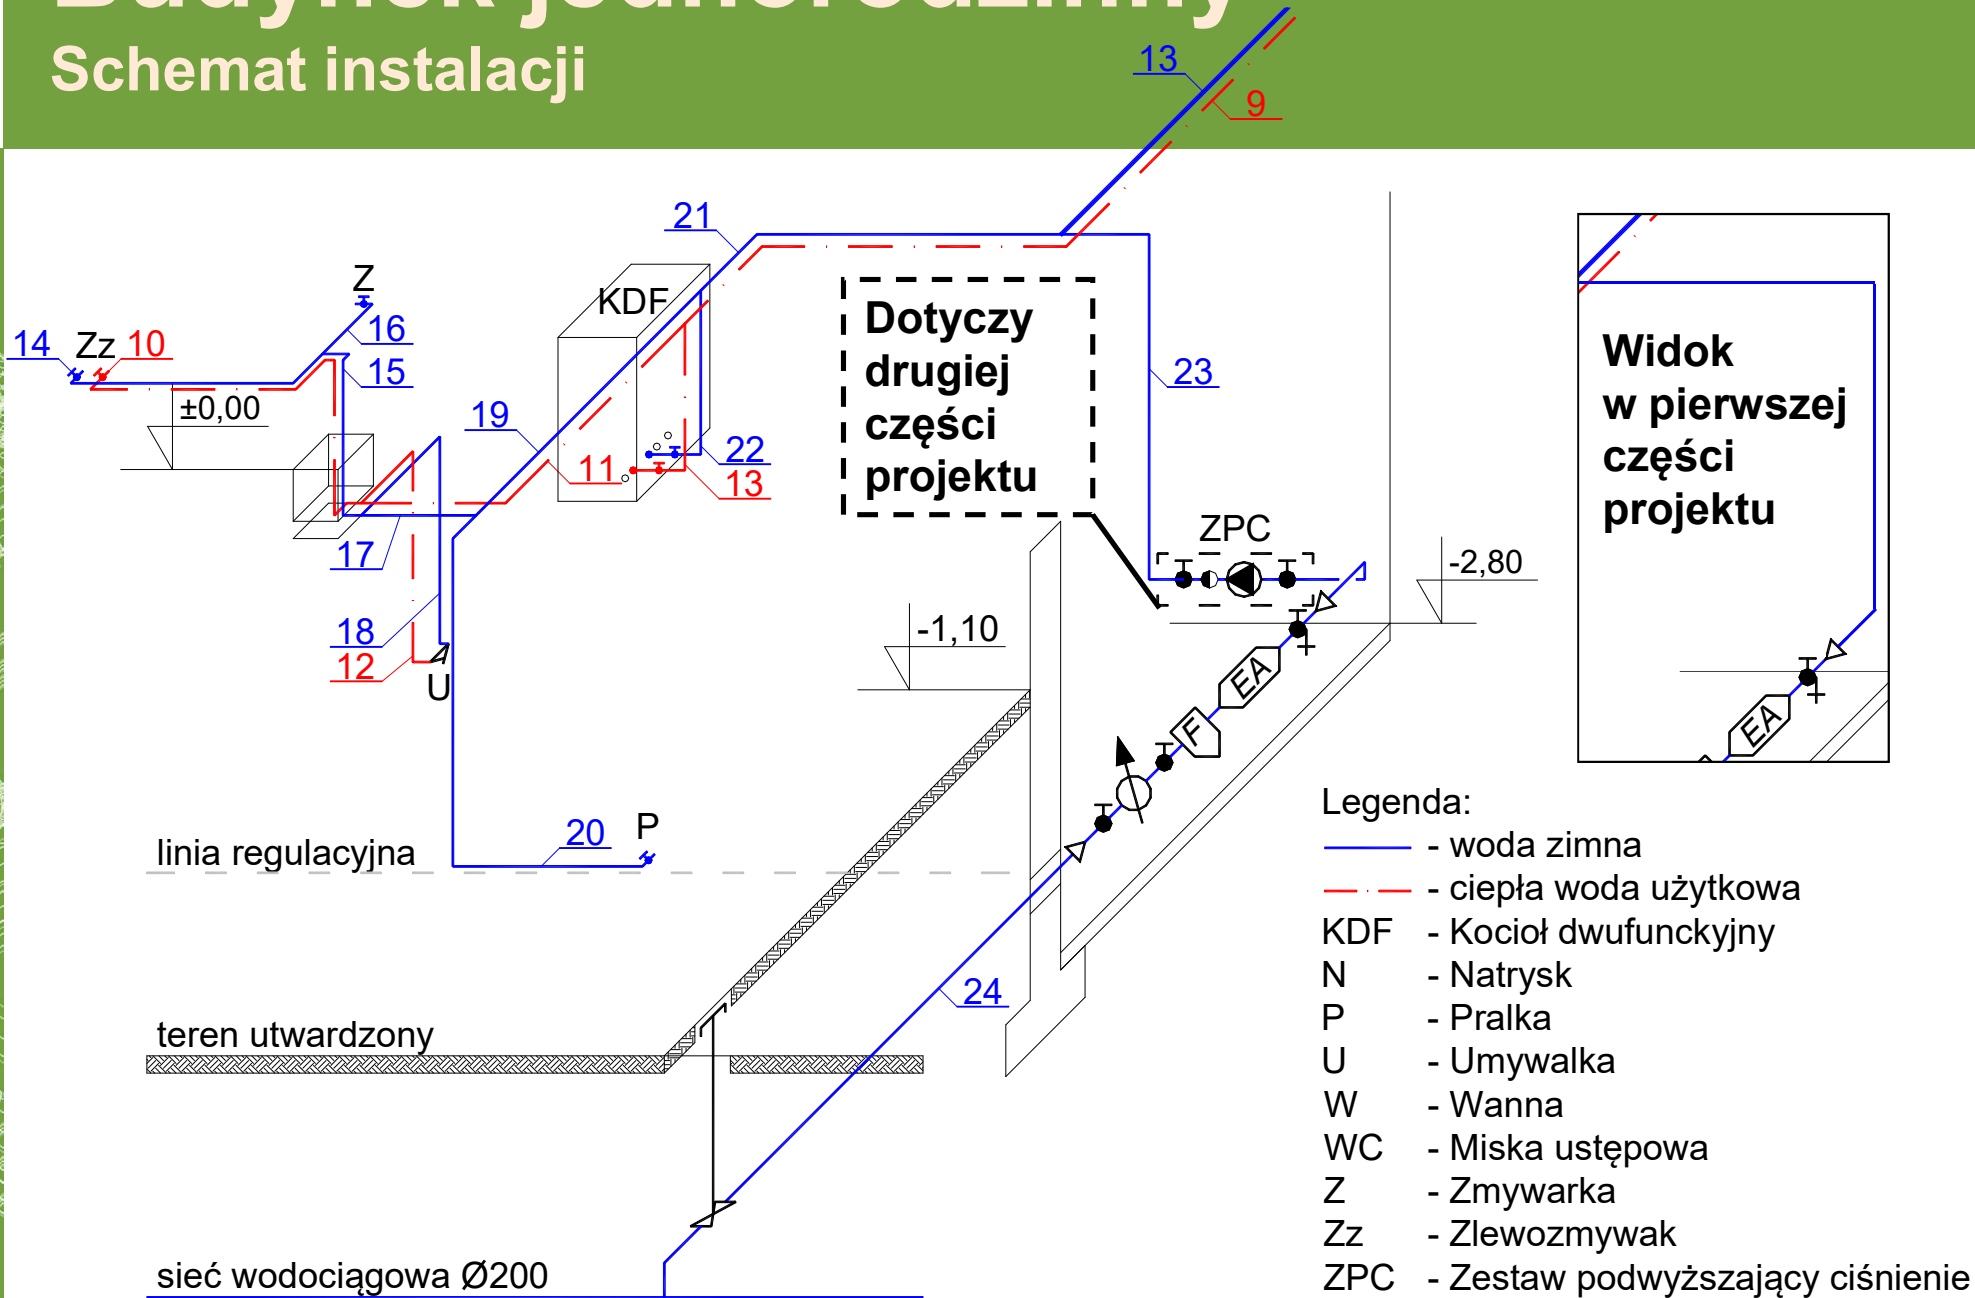 Budynek jednorodzinny
Schemat instalacji
13
9
21
KDF
Z
16
14
Zz
10
15
±0,00
19
11
22
13
17
18
12
U
20
P
Dotyczy
drugiej
części
projektu
23
ZPC
-2,80
-1,10
EA
F
24
linia regulacyjna
teren utwardzony
sieć wodociągowa Ø200
Widok
w pierwszej
części
projektu
EA
Legenda:
- woda zimna
- ciepła woda użytkowa
KDF - Kocioł dwufunckyjny
N - Natrysk
P - Pralka
U - Umywalka
W - Wanna
WC - Miska ustępowa
Z - Zmywarka
Zz - Zlewozmywak
ZPC - Zestaw podwyższający ciśnienie